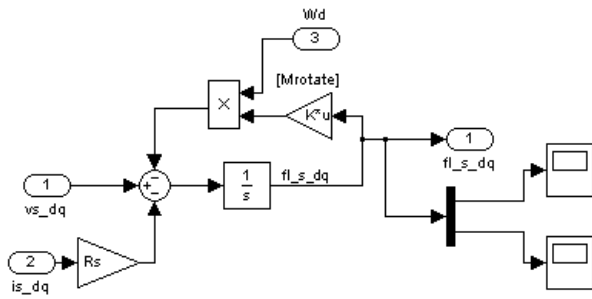 Wd
3
[Mrotate]
×
K*u
1
vs_dq
+
−
−
1
s
fl_s_dq
1
fl_s_dq
2
is_dq
Rs